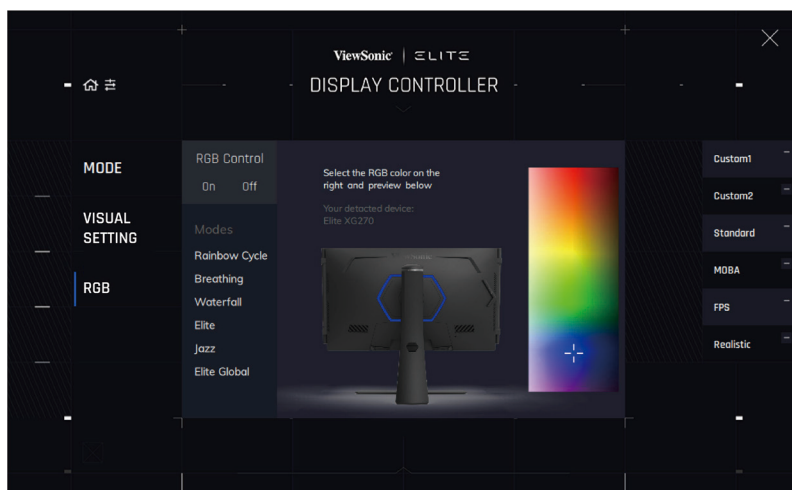 ViewSonic ELITE
DISPLAY CONTROLLER
MODE
VISUAL
SETTING
RGB
RGB Control
On Off
Modes
Rainbow Cycle
Breathing
Waterfall
Elite
Jazz
Elite Global
Select the RGB color on the
right and preview below
Your detacted device:
Elite XG270
Custom1
Custom2
Standard
MOBA
FPS
Realistic